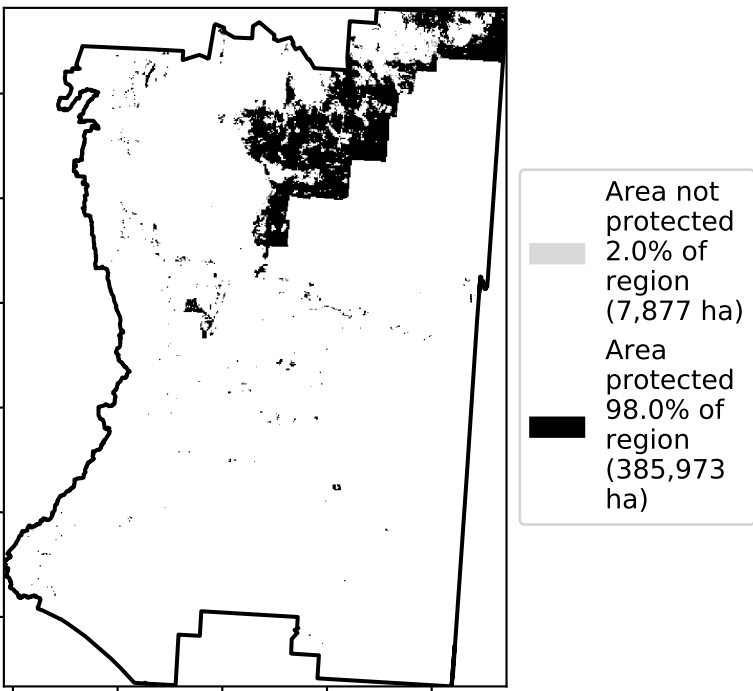 Area not
protected
2.0% of
region
(7,877 ha)
Area
protected
98.0% of
region
(385,973
ha)